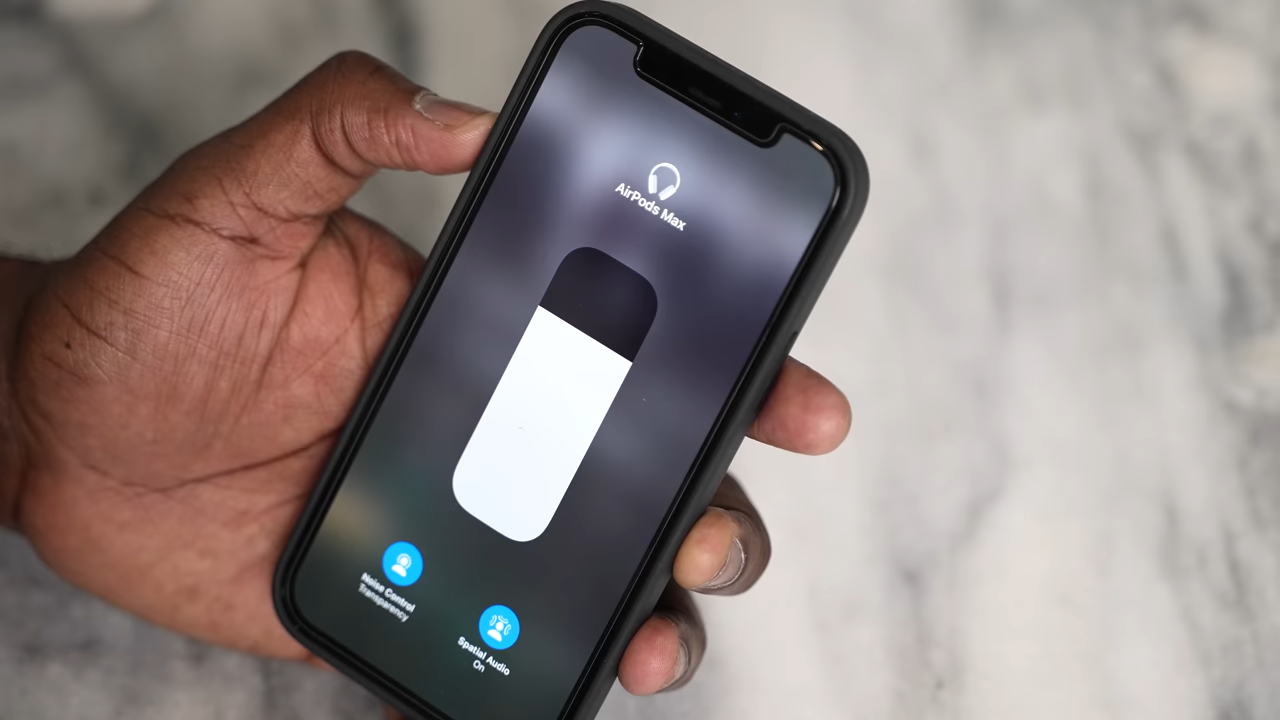 AirPods Max
Noise Control
Transparency
Spatial Audio
On